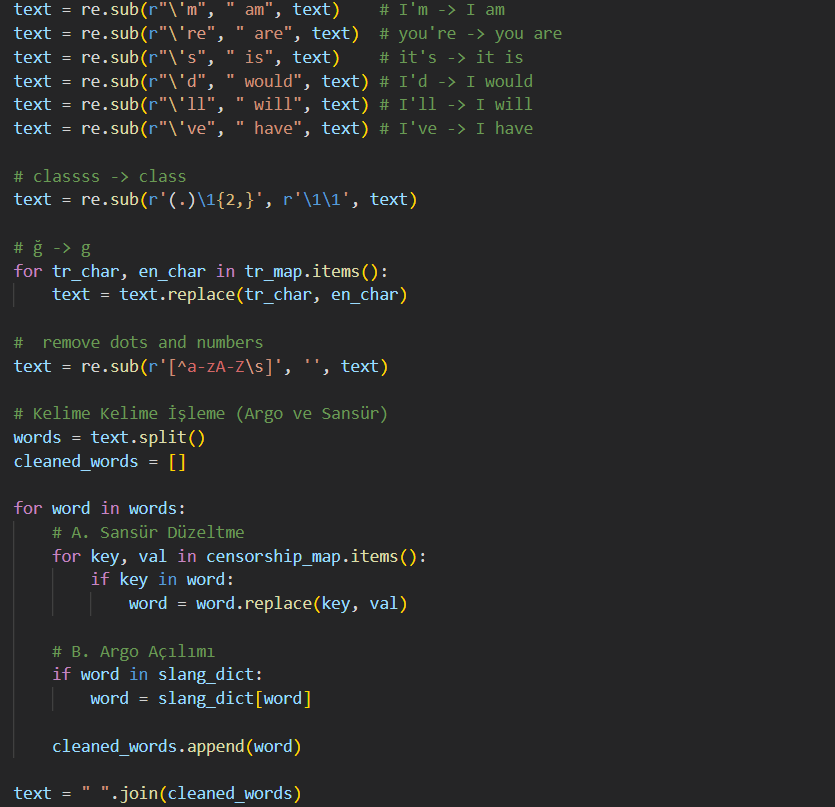 text = re.sub(r"\'m", " am", text)    # I'm -> I am
text = re.sub(r"\'re", " are", text)  # you're -> you are
text = re.sub(r"\'s", " is", text)    # it's -> it is
text = re.sub(r"\'d", " would", text) # I'd -> I would
text = re.sub(r"\'ll", " will", text) # I'll -> I will
text = re.sub(r"\'ve", " have", text) # I've -> I have

# classss -> class
text = re.sub(r'(.)\1{2,}', r'\1\1', text)

# ğ -> g
for tr_char, en_char in tr_map.items():
    text = text.replace(tr_char, en_char)

#  remove dots and numbers
text = re.sub(r'[^a-zA-Z\s]', '', text)

# Kelime Kelime İşleme (Argo ve Sansür)
words = text.split()
cleaned_words = []

for word in words:
    # A. Sansür Düzeltme
    for key, val in censorship_map.items():
        if key in word:
            word = word.replace(key, val)

    # B. Argo Açılımı
    if word in slang_dict:
        word = slang_dict[word]

    cleaned_words.append(word)

text = " ".join(cleaned_words)